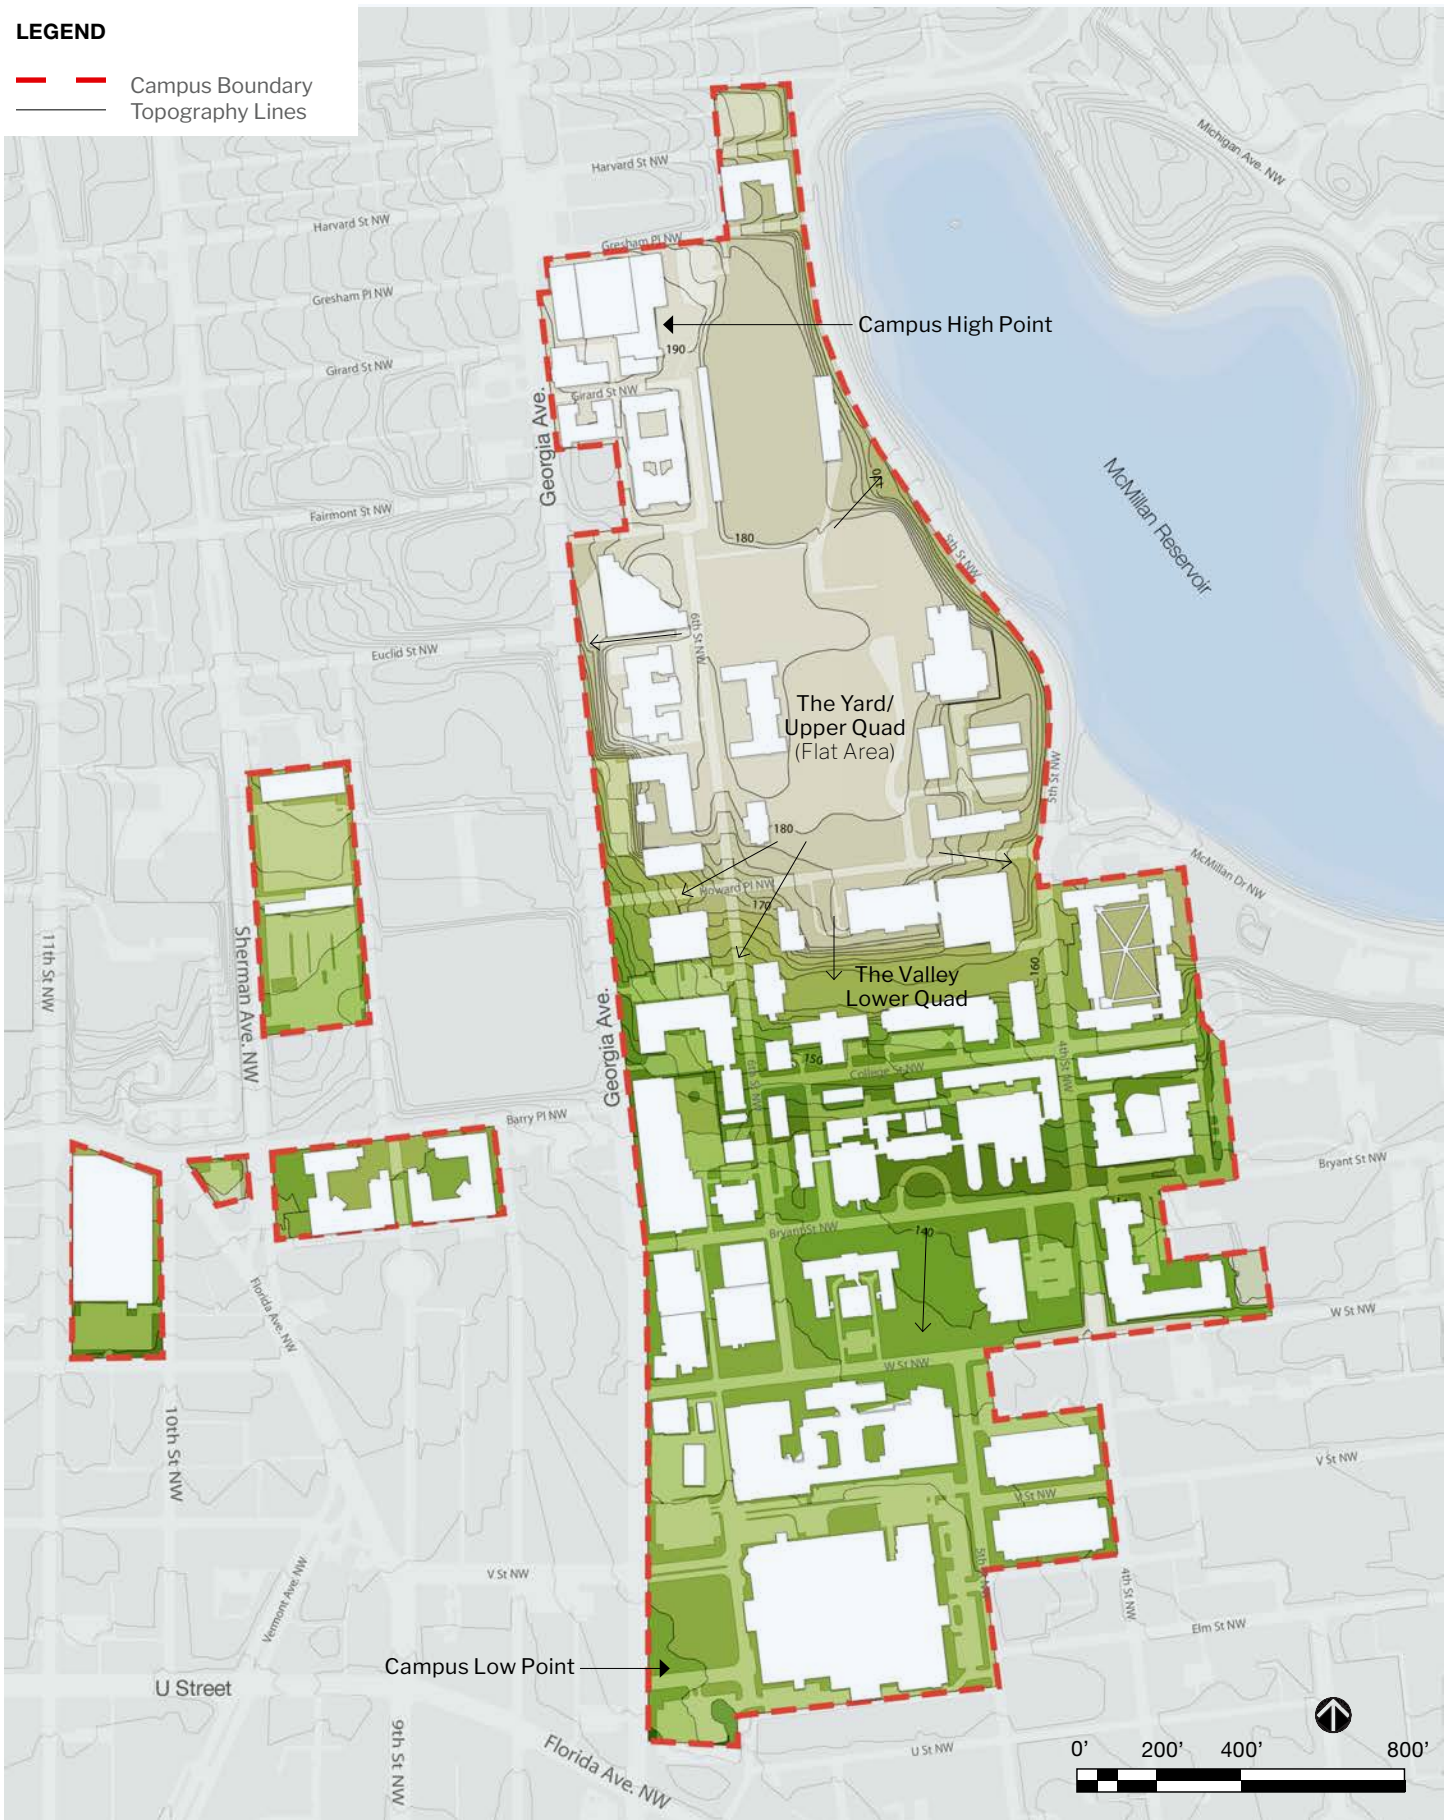 LEGEND
Campus Boundary
Topography Lines
Michigan Ave. NW
Harvard St NW
Harvard St NW
Gresham Pl NW
Gresham Pl NW
Campus High Point
190
Girard St NW
Girard St NW
Georgia Ave.
McMillan Reservoir
Fairmont St NW
180
5th St NW
6th St NW
Euclid St NW
The Yard/
Upper Quad
(Flat Area)
5th St NW
180
McMillan Dr NW
Howard Pl NW
170
11th St NW
Sherman Ave. NW
The Valley
Lower Quad
160
Georgia Ave.
150
College St NW
4th St NW
6th St NW
Barry Pl NW
Bryant St NW
Bryant St NW
140
Florida Ave. NW
W St NW
W St NW
10th St NW
V St NW
V St NW
V St NW
Vermont Ave. NW
4th St NW
Elm St NW
Campus Low Point
U Street
9th St NW
Florida Ave. NW
U St NW
0' 200' 400' 800'